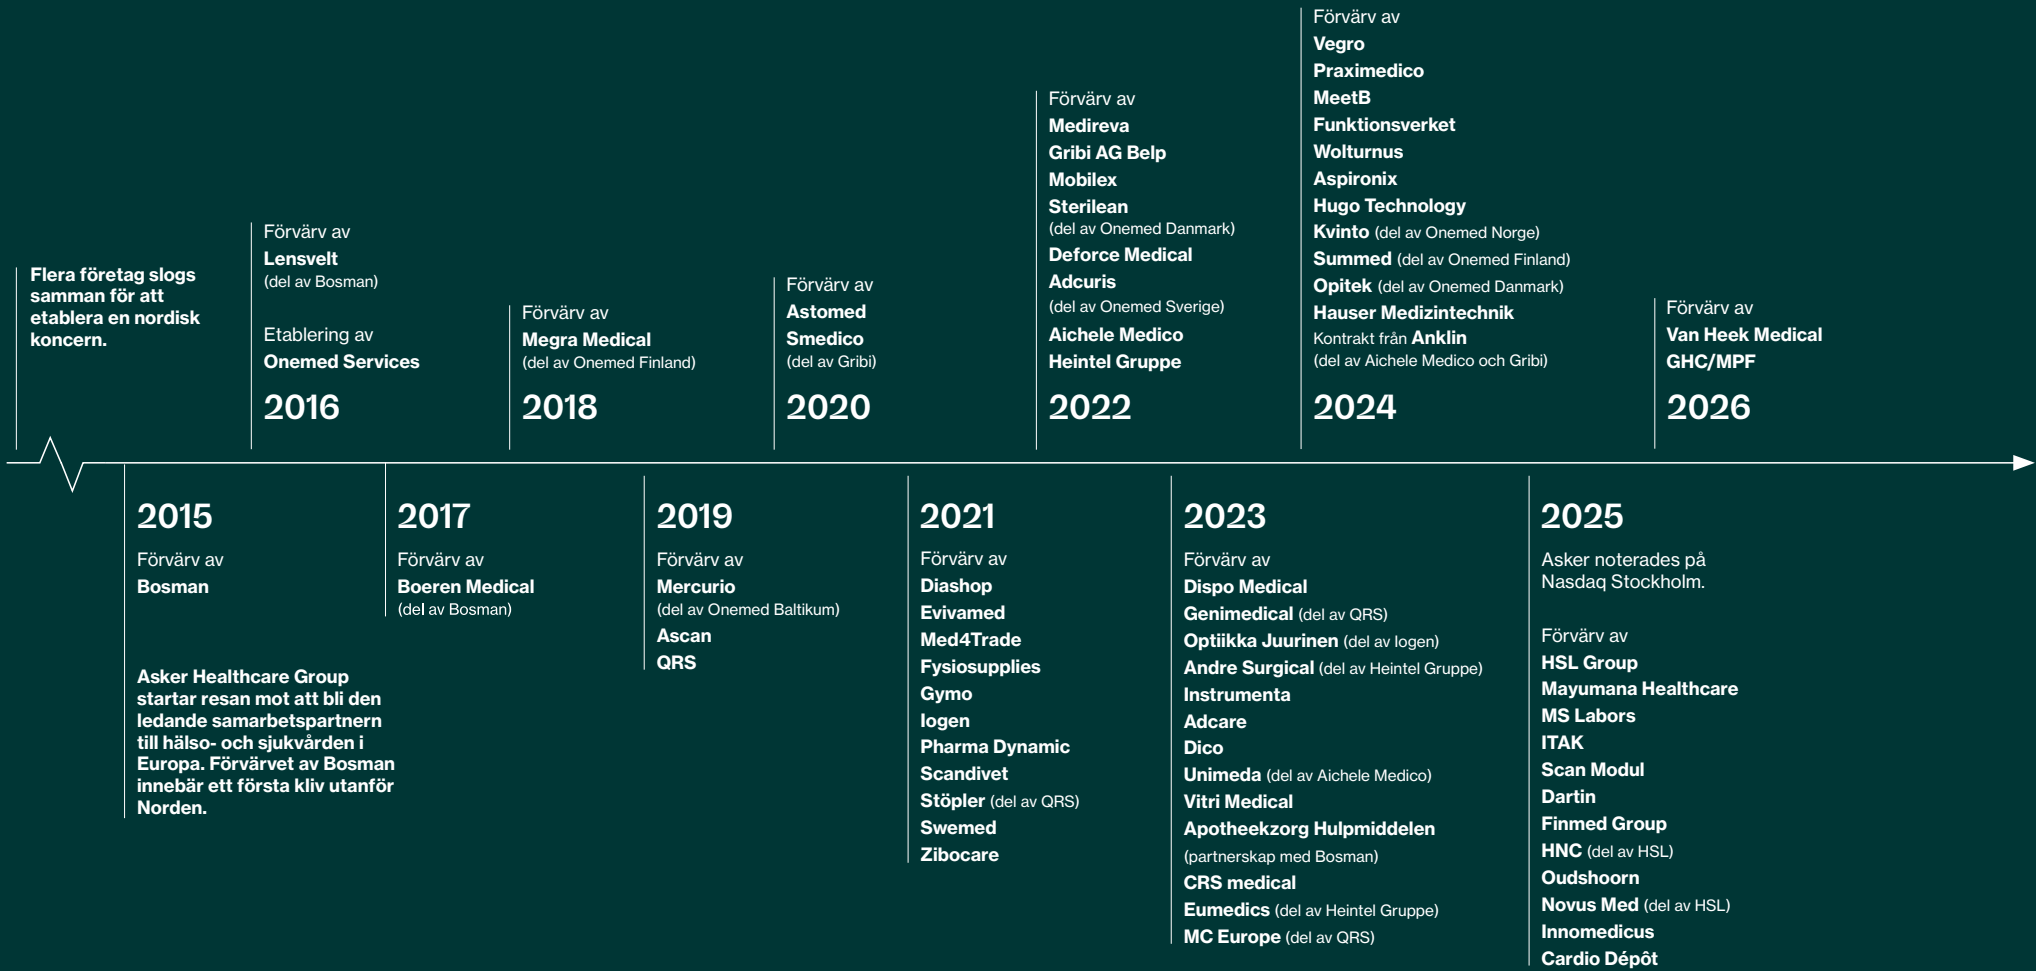 Flera företag slogs
samman för att
etablera en nordisk
koncern.
2015
Förvärv av
Bosman
Asker Healthcare Group
startar resan mot att bli den
ledande samarbetspartnern
till hälso- och sjukvården i
Europa. Förvärvet av Bosman
innebär ett första kliv utanför
Norden.
Förvärv av
Lensvelt
(del av Bosman)
Etablering av
Onemed Services
2016
2017
Förvärv av
Boeren Medical
(del av Bosman)
Förvärv av
Megra Medical
(del av Onemed Finland)
2018
2019
Förvärv av
Mercurio
(del av Onemed Baltikum)
Ascan
QRS
Förvärv av
Astomed
Smedico
(del av Gribi)
2020
2021
Förvärv av
Diashop
Evivamed
Med4Trade
Fysiosupplies
Gymo
Iogen
Pharma Dynamic
Scandivet
Stöpler (del av QRS)
Swemed
Zibocare
Förvärv av
Medireva
Gribi AG Belp
Mobilex
Sterilean
(del av Onemed Danmark)
Deforce Medical
Adcuris
(del av Onemed Sverige)
Aichele Medico
Heintel Gruppe
2022
2023
Förvärv av
Dispo Medical
Genimedical (del av QRS)
Optiikka Juurinen (del av Iogen)
Andre Surgical (del av Heintel Gruppe)
Instrumenta
Adcare
Dico
Unimeda (del av Aichele Medico)
Vitri Medical
Apotheekzorg Hulpmiddelen
(partnerskap med Bosman)
CRS medical
Eumedics (del av Heintel Gruppe)
MC Europe (del av QRS)
Förvärv av
Vegro
Praximedico
MeetB
Funktionsverket
Wolturnus
Aspironix
Hugo Technology
Kvinto (del av Onemed Norge)
Summed (del av Onemed Finland)
Opitek (del av Onemed Danmark)
Hauser Medizintechnik
Kontrakt från Anklin
(del av Aichele Medico och Gribi)
2024
2025
Asker noterades på
Nasdaq Stockholm.
Förvärv av
HSL Group
Mayumana Healthcare
MS Labors
ITAK
Scan Modul
Dartin
Finmed Group
HNC (del av HSL)
Oudshoorn
Novus Med (del av HSL)
Innomedicus
Cardio Dépôt
Förvärv av
Van Heek Medical
GHC/MPF
2026